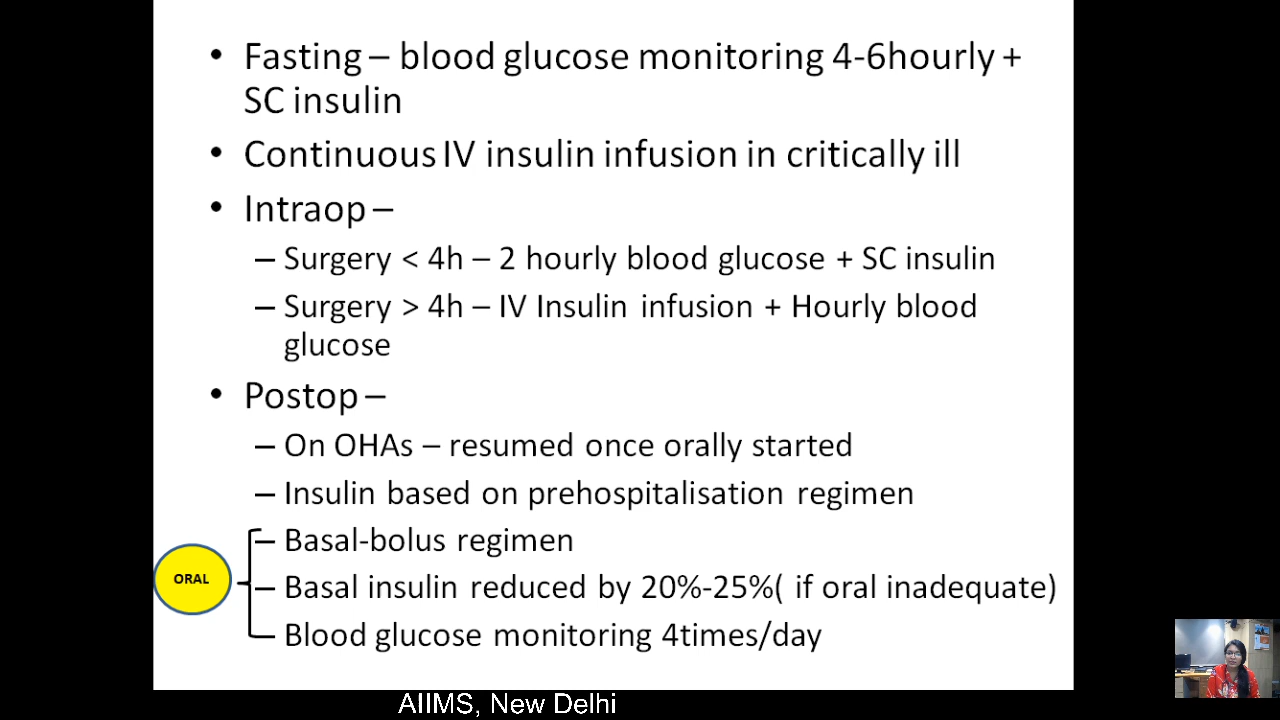 • Fasting – blood glucose monitoring 4-6hourly +
SC insulin
• Continuous IV insulin infusion in critically ill
• Intraop –
– Surgery < 4h – 2 hourly blood glucose + SC insulin
– Surgery > 4h – IV Insulin infusion + Hourly blood
glucose
• Postop –
– On OHAs – resumed once orally started
– Insulin based on prehospitalisation regimen
– Basal-bolus regimen
ORAL
– Basal insulin reduced by 20%-25%( if oral inadequate)
– Blood glucose monitoring 4times/day
AIIMS, New Delhi